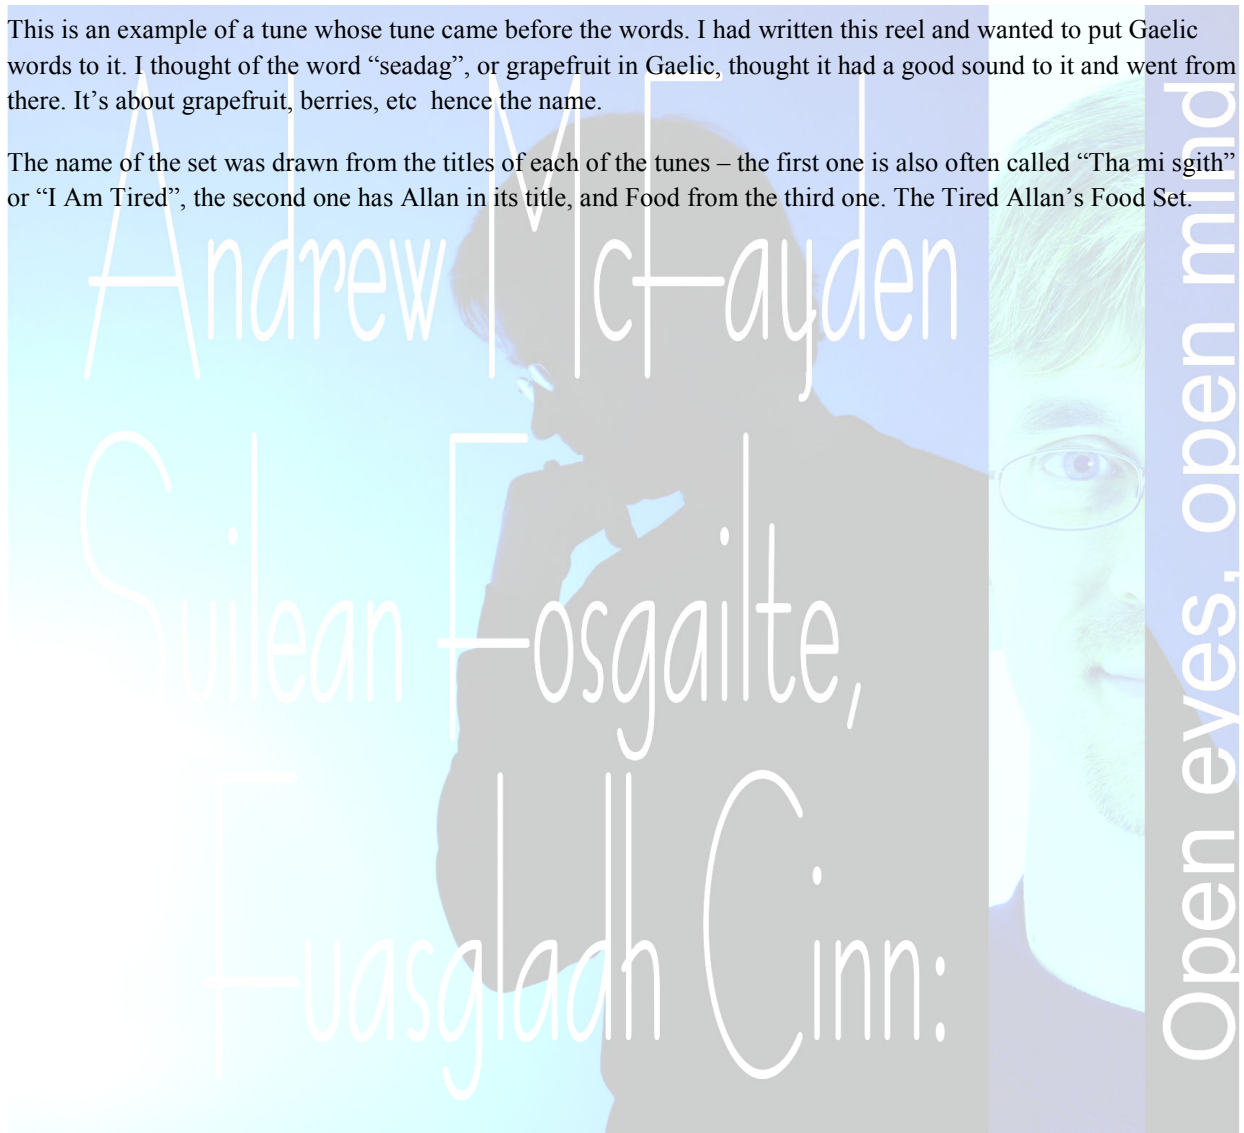 This is an example of a tune whose tune came before the words. I had written this reel and wanted to put Gaelic
words to it. I thought of the word “seadag”, or grapefruit in Gaelic, thought it had a good sound to it and went from
there. It’s about grapefruit, berries, etc  hence the name.
The name of the set was drawn from the titles of each of the tunes – the first one is also often called “Tha mi sgith”
or “I Am Tired”, the second one has Allan in its title, and Food from the third one. The Tired Allan’s Food Set.
Andrew McFayden
Suilean Fosgailte,
Fuasgladh Cinn:
Open eyes, open mind